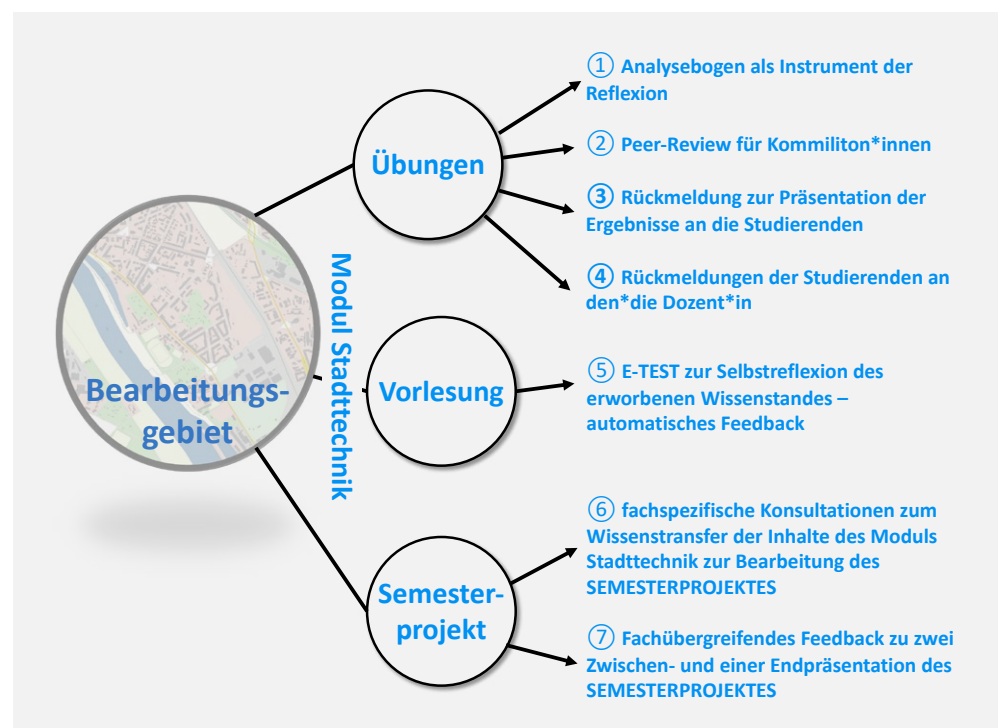 ① Analysebogen als Instrument der
Reflexion
Übungen
② Peer-Review für Kommiliton*innen
③ Rückmeldung zur Präsentation der
Ergebnisse an die Studierenden
④ Rückmeldungen der Studierenden an
den*die Dozent*in
Modul Stadttechnik
Bearbeitungs-
gebiet
Vorlesung
⑤ E-TEST zur Selbstreflexion des
erworbenen Wissenstandes –
automatisches Feedback
Semester-
projekt
⑥ fachspezifische Konsultationen zum
Wissenstransfer der Inhalte des Moduls
Stadttechnik zur Bearbeitung des
SEMESTERPROJEKTES
⑦ Fachübergreifendes Feedback zu zwei
Zwischen- und einer Endpräsentation des
SEMESTERPROJEKTES